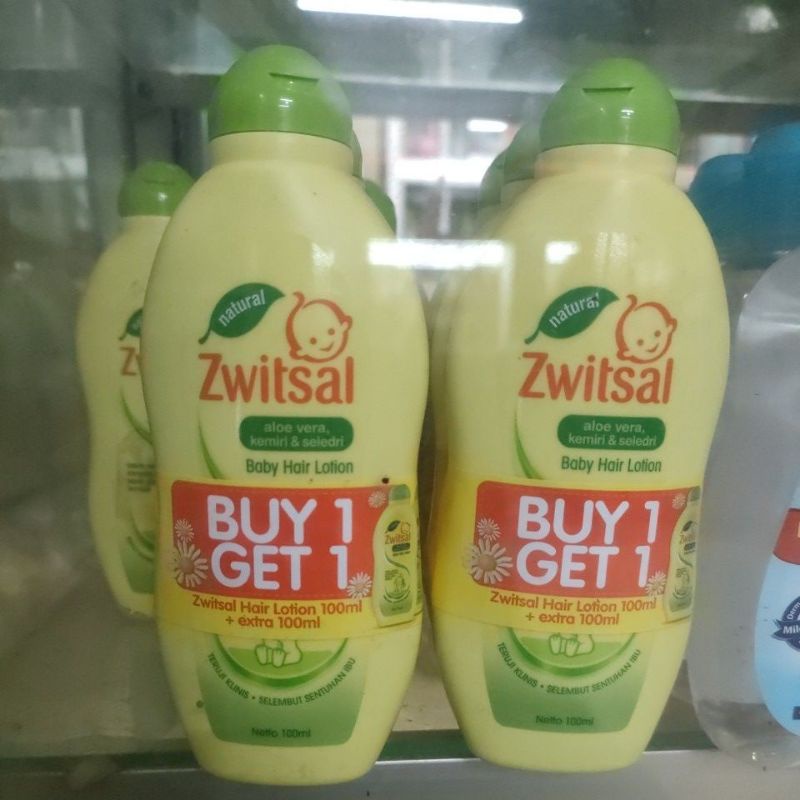 natural
Zwitsal
aloe vera,
kemiri & seledri
Baby Hair Lotion
BUY 1
GET 1
Zwitsal Hair Lotion 100ml
+ extra 100ml
TERUJI KLINIS • SELEMBUT SENTUHAN IBU
Netto 100ml
natural
Zwitsal
aloe vera,
kemiri & seledri
Baby Hair Lotion
BUY 1
GET 1
Zwitsal Hair Lotion 100ml
+ extra 100ml
TERUJI KLINIS • SELEMBUT SENTUHAN IBU
Netto 100ml
Zwitsal
Zwitsal